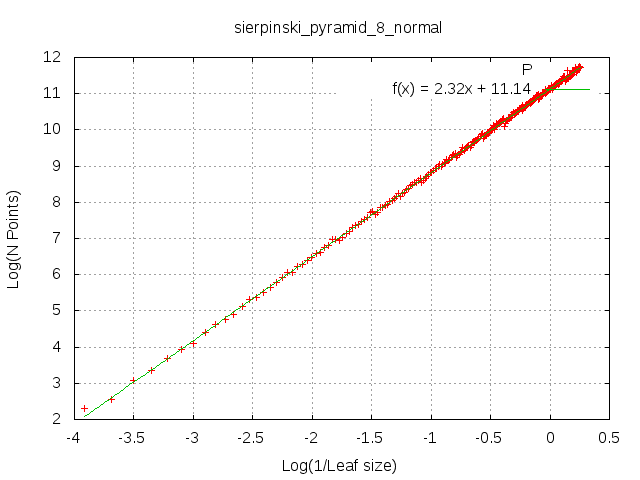 sierpinski_pyramid_8_normal
12
11
10
9
8
7
6
5
4
3
2
Log(N Points)
P
f(x) = 2.32x + 11.14
-4 -3.5 -3 -2.5 -2 -1.5 -1 -0.5 0 0.5
Log(1/Leaf size)